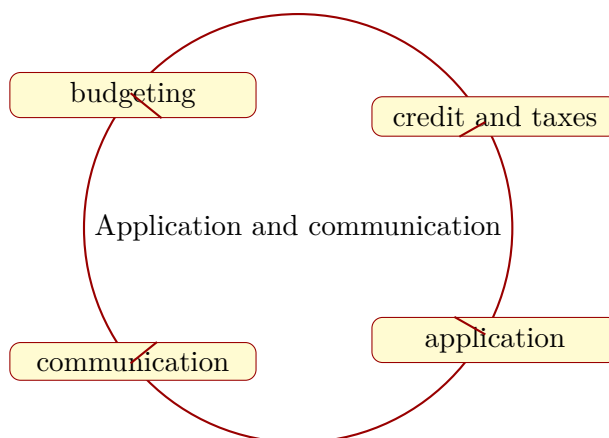 budgeting
credit and taxes
Application and communication
application
communication